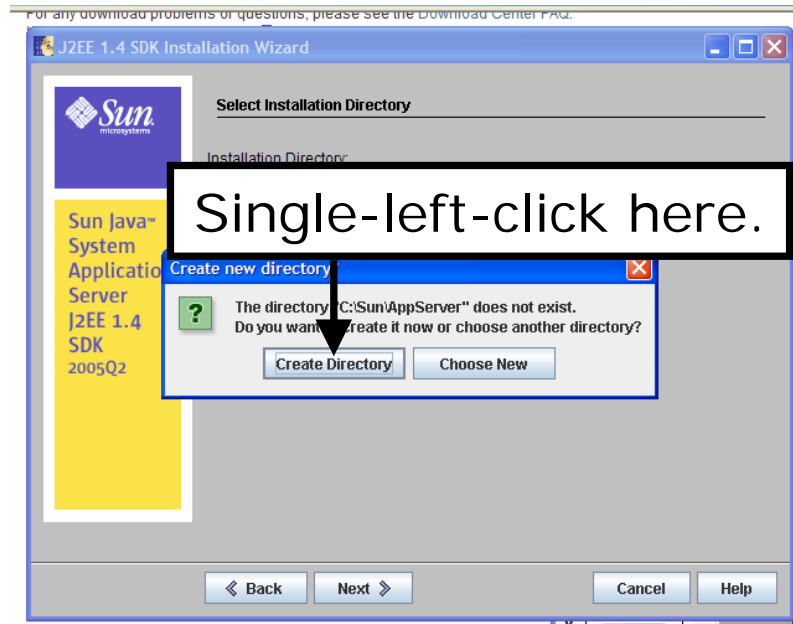 For any download problems or questions, please see the Download Center FAQ.
J2EE 1.4 SDK Installation Wizard
Sun
microsystems
Select Installation Directory
Installation Directory:
Single-left-click here.
Sun Java™
System
Applicatio
Server
J2EE 1.4
SDK
2005Q2
Create new directory
The directory "C:\Sun\AppServer" does not exist.
Do you want create it now or choose another directory?
Create Directory
Choose New
Back
Next
Cancel
Help